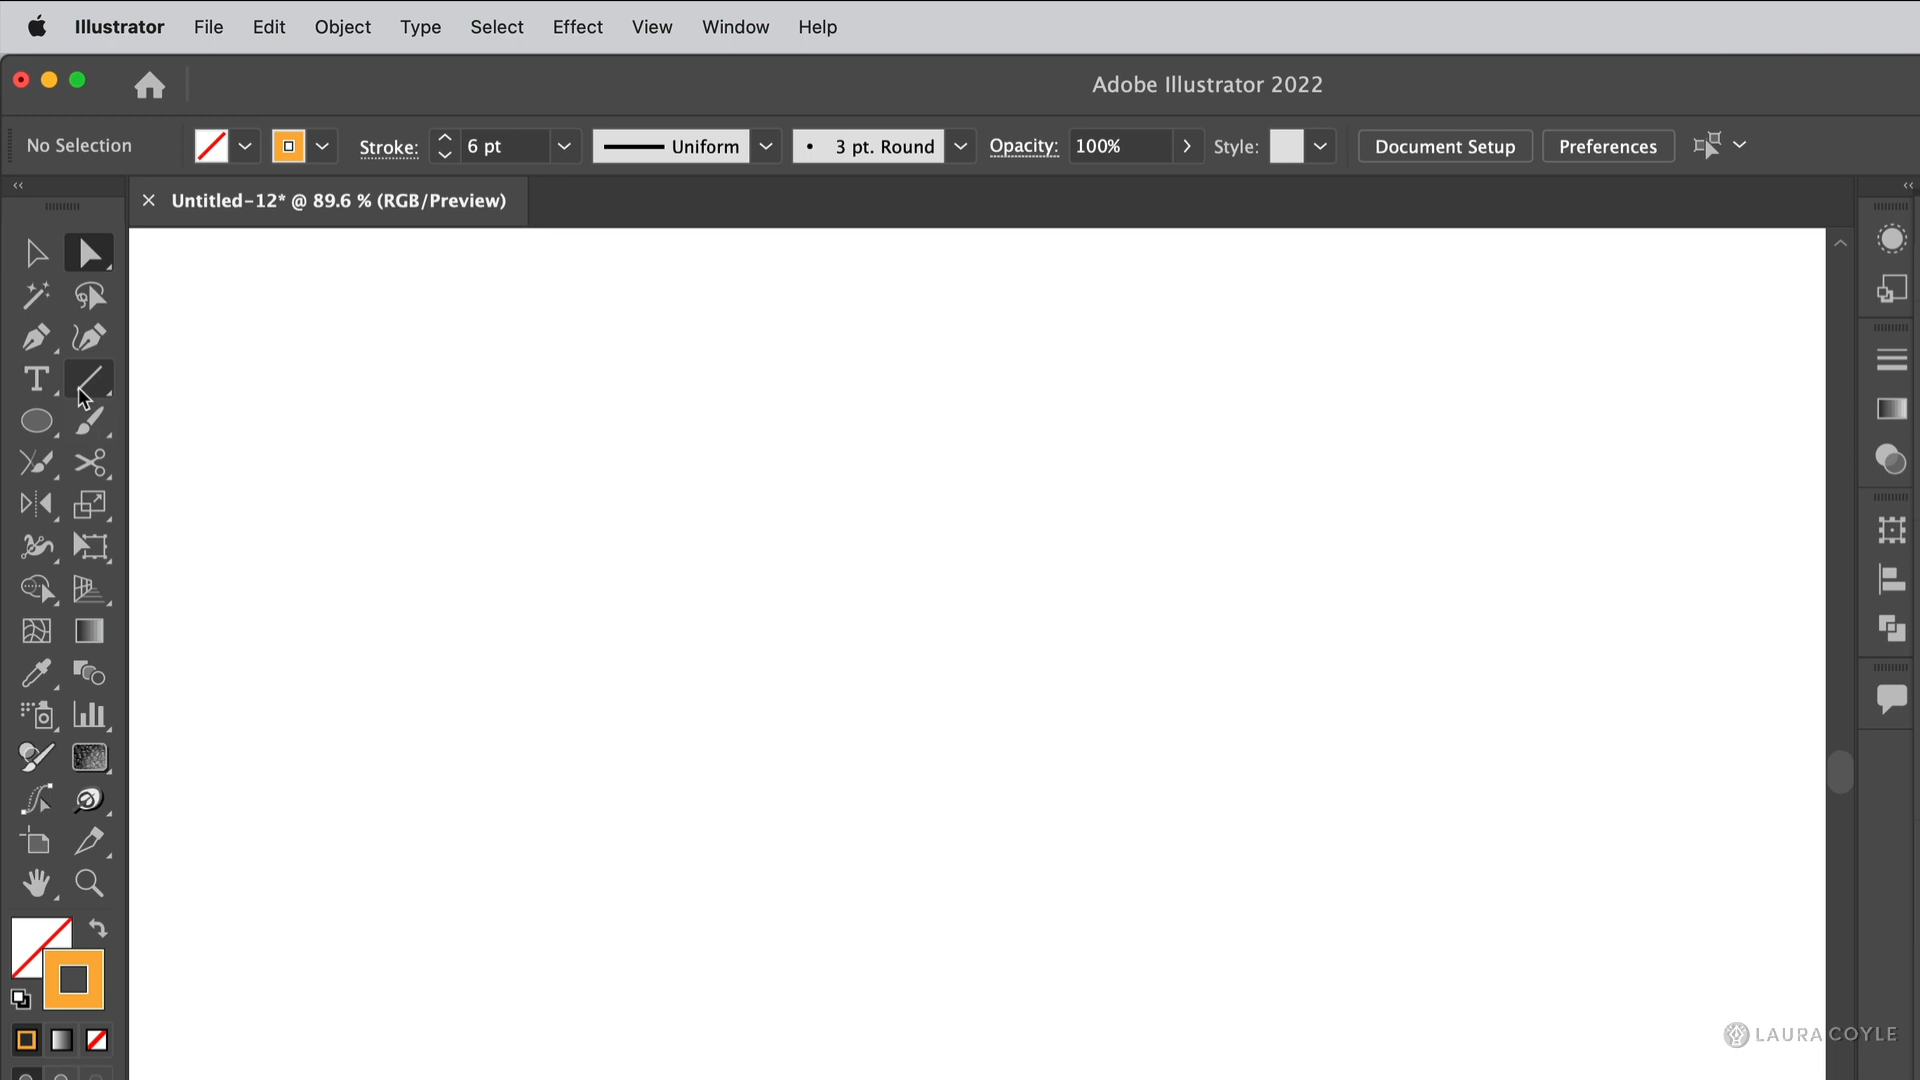 Illustrator File Edit Object Type Select Effect View Window Help
Adobe Illustrator 2022
No Selection Stroke: 6 pt Uniform 3 pt. Round Opacity: 100% Style: Document Setup Preferences
Untitled-12* @ 89.6 % (RGB/Preview)
LAURA COYLE